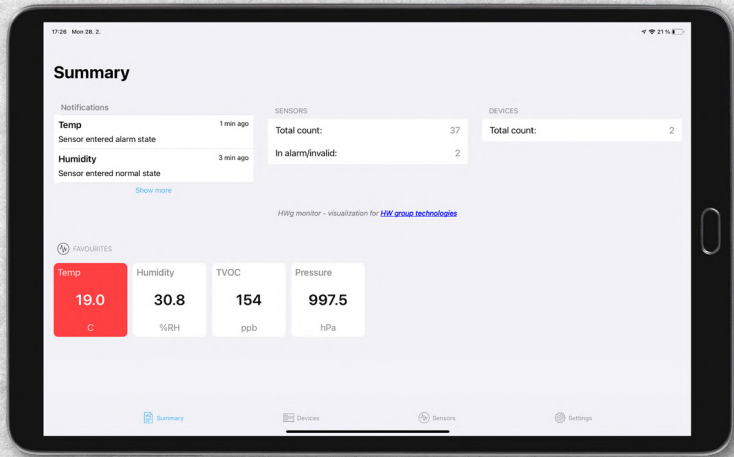 17:26 Mon 28. 2.
21 %
Summary
Notifications
Temp 1 min ago
Sensor entered alarm state
Humidity 3 min ago
Sensor entered normal state
Show more
SENSORS
Total count: 37
In alarm/invalid: 2
DEVICES
Total count: 2
HWg monitor - visualization for HW group technologies
FAVOURITES
Temp
19.0
C
Humidity
30.8
%RH
TVOC
154
ppb
Pressure
997.5
hPa
Summary
Devices
Sensors
Settings